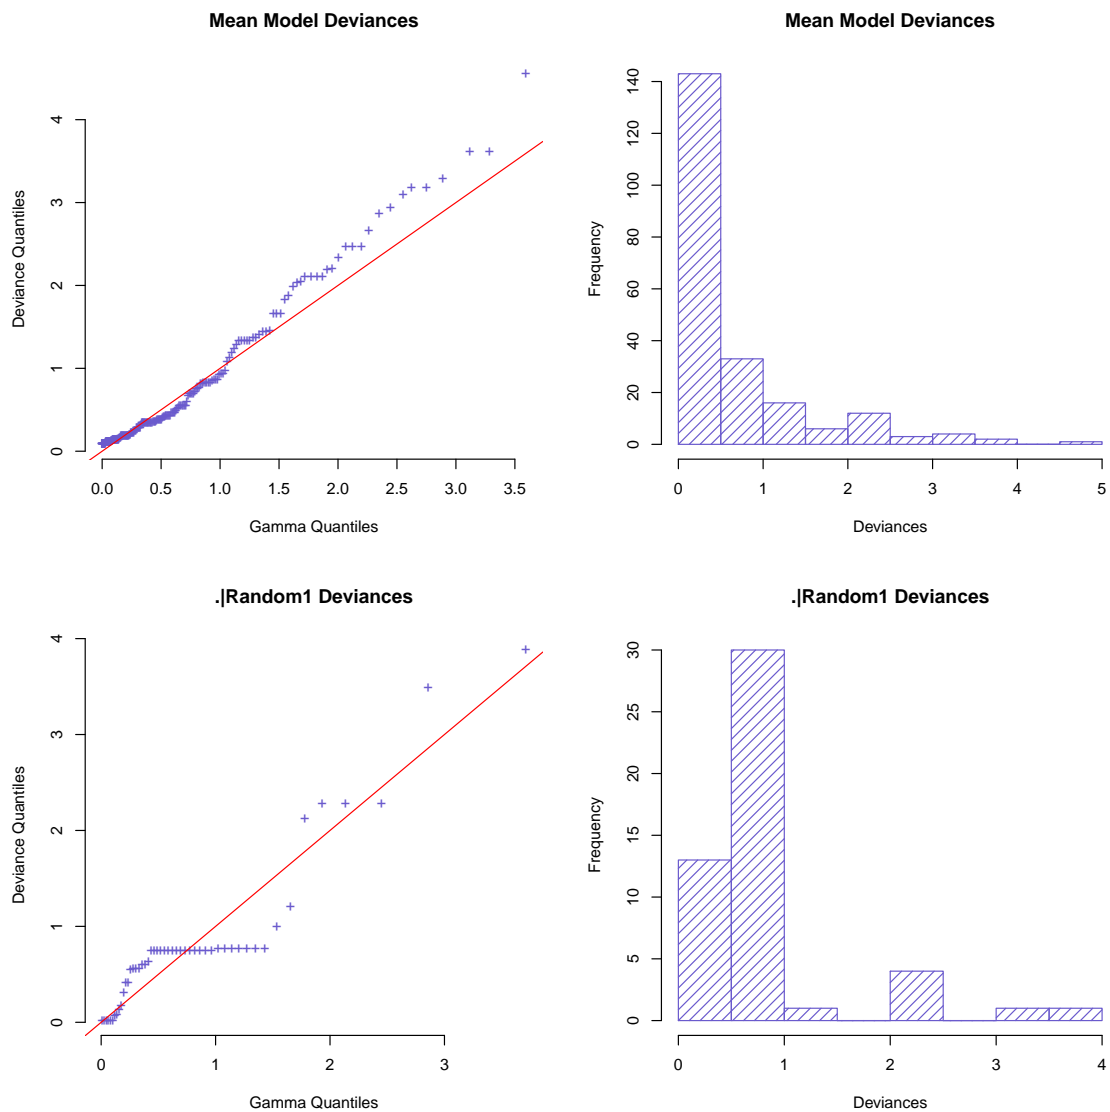 Mean Model Deviances
Deviance Quantiles
0 1 2 3 4
0.0 0.5 1.0 1.5 2.0 2.5 3.0 3.5
Gamma Quantiles
Mean Model Deviances
Frequency
0 20 40 60 80 100 120 140
0 1 2 3 4 5
Deviances
.|Random1 Deviances
Deviance Quantiles
0 1 2 3 4
0 1 2 3
Gamma Quantiles
.|Random1 Deviances
Frequency
0 5 10 15 20 25 30
0 1 2 3 4
Deviances